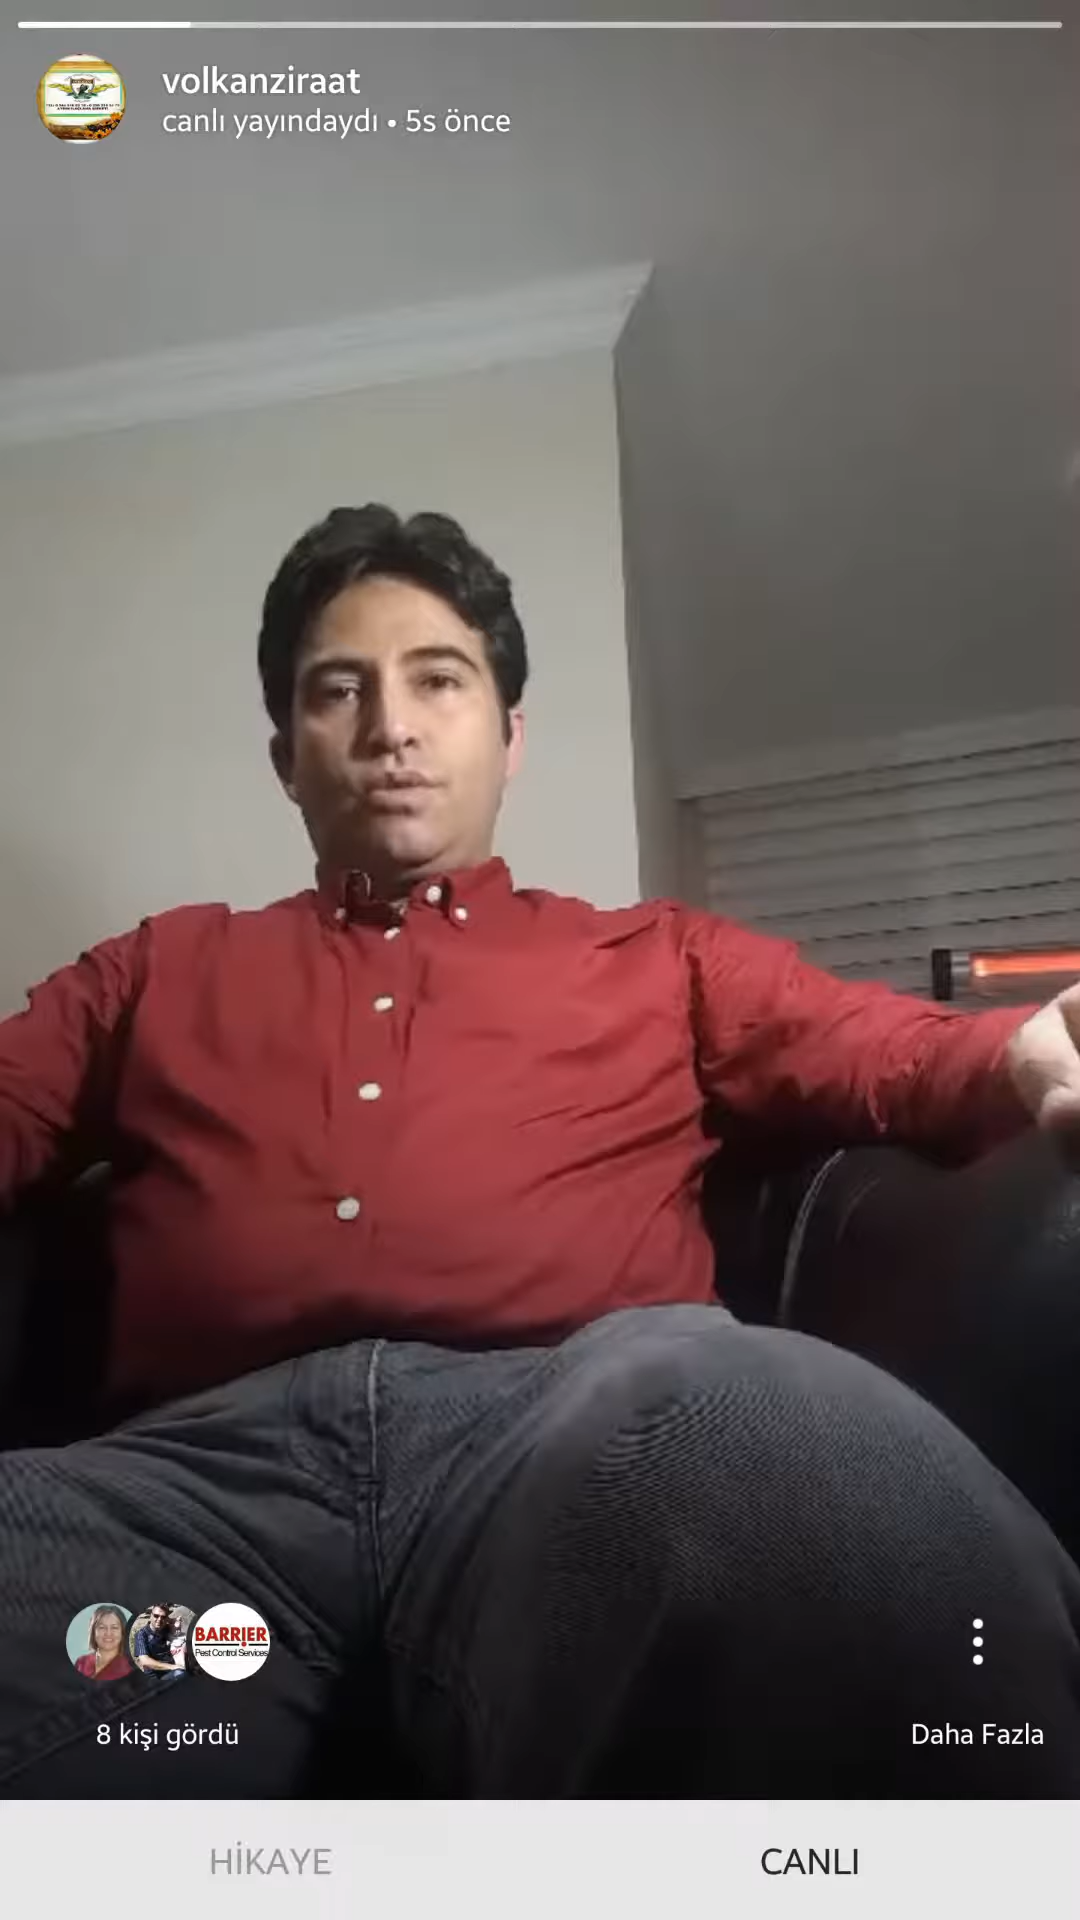 volkanziraat
canlı yayındaydı • 5s önce
BARRIER
Pest Control Services
8 kişi gördü
Daha Fazla
HİKAYE
CANLI